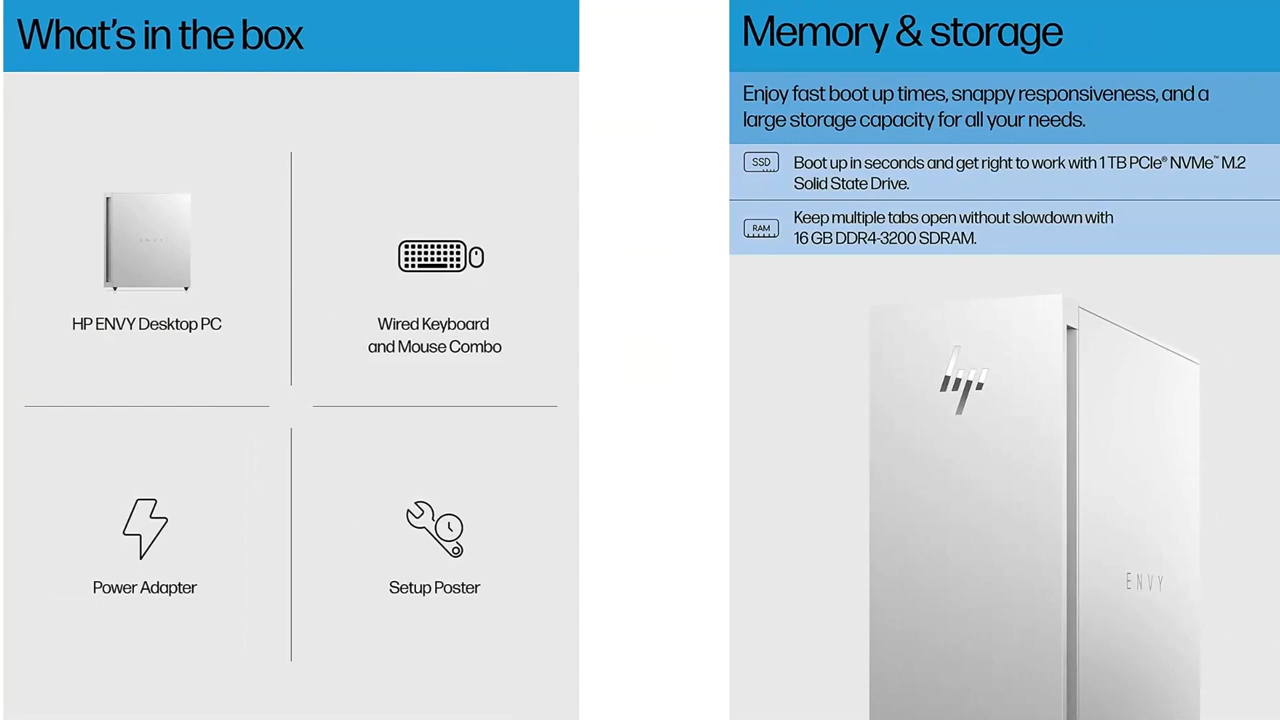 What's in the box
ENVY
HP ENVY Desktop PC
Wired Keyboard
and Mouse Combo
Power Adapter
Setup Poster
Memory & storage
Enjoy fast boot up times, snappy responsiveness, and a
large storage capacity for all your needs.
SSD
Boot up in seconds and get right to work with 1 TB PCIe® NVMe™ M.2
Solid State Drive.
RAM
Keep multiple tabs open without slowdown with
16 GB DDR4-3200 SDRAM.
hp
ENVY